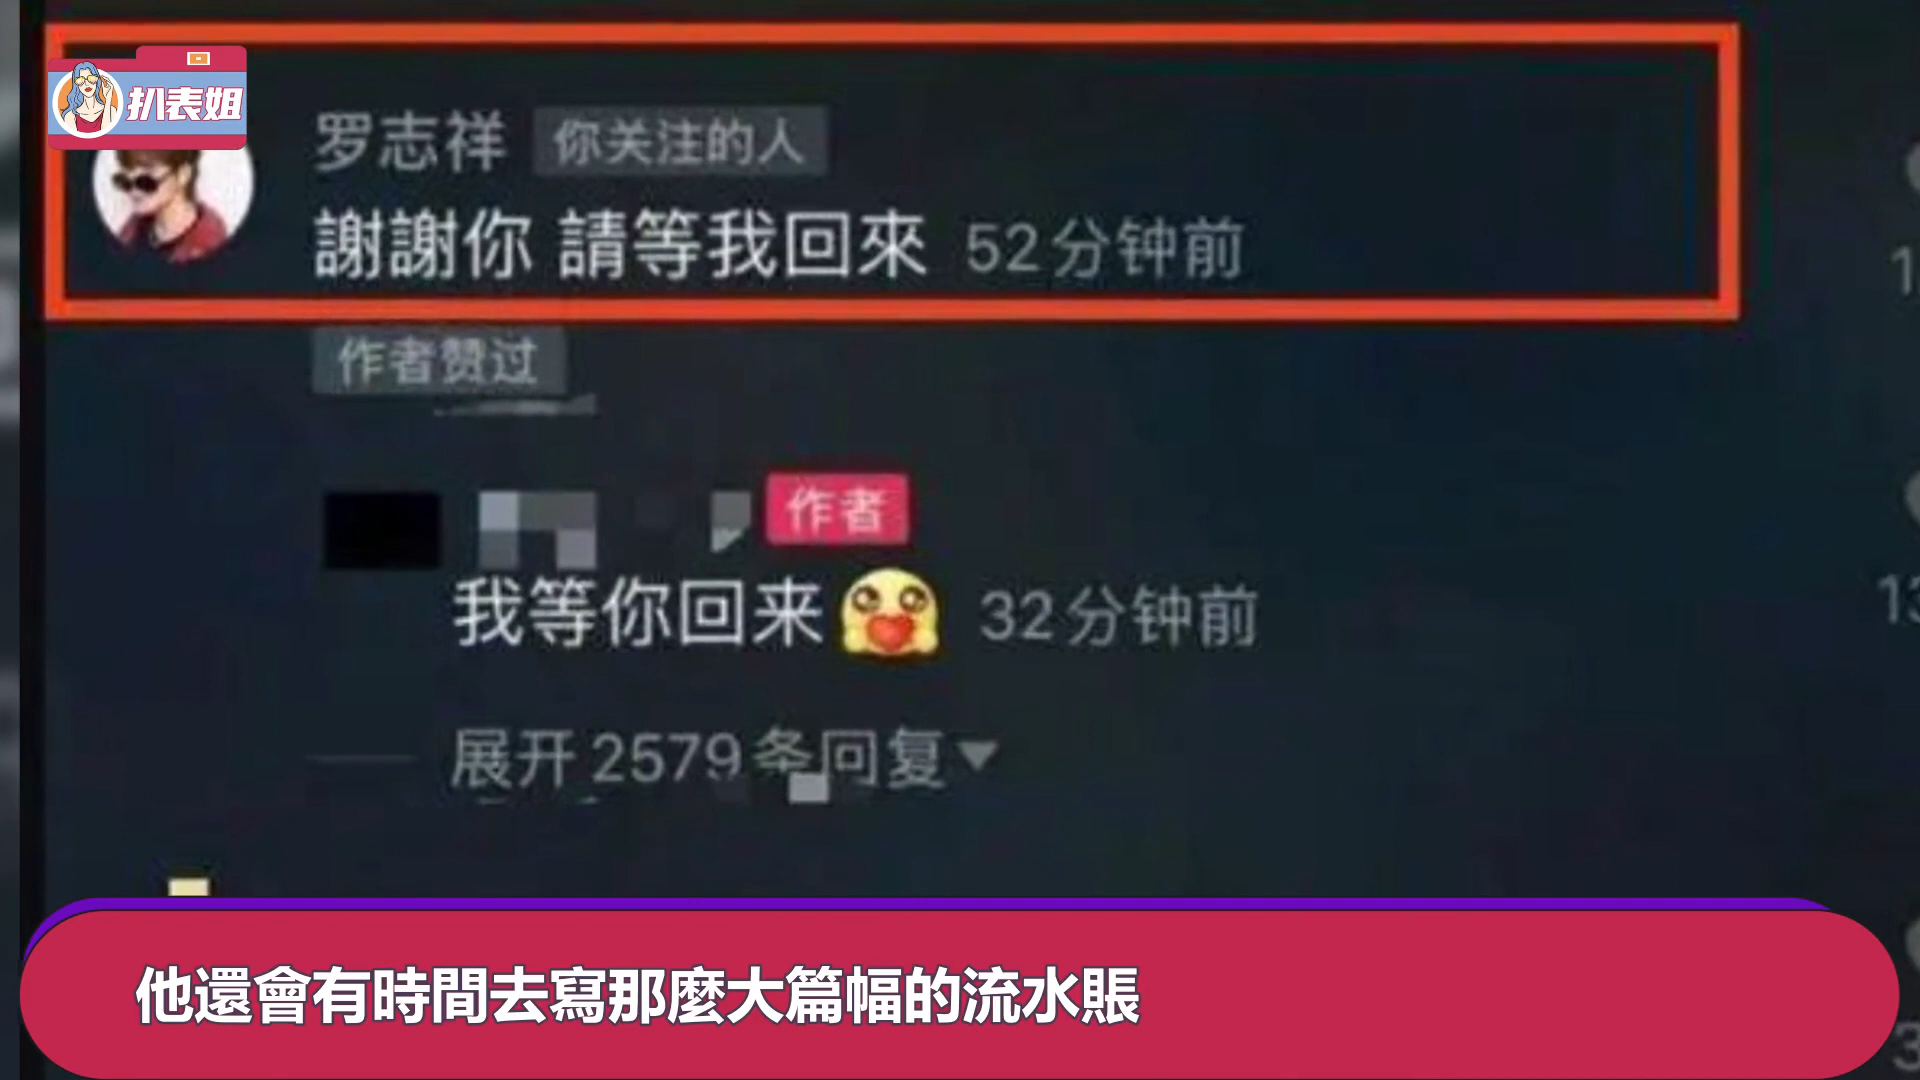 扒表姐
罗志祥 你关注的人
謝謝你 請等我回來 52分钟前
作者赞过
作者
我等你回来 32分钟前
展开2579条回复
他還會有時間去寫那麼大篇幅的流水賬